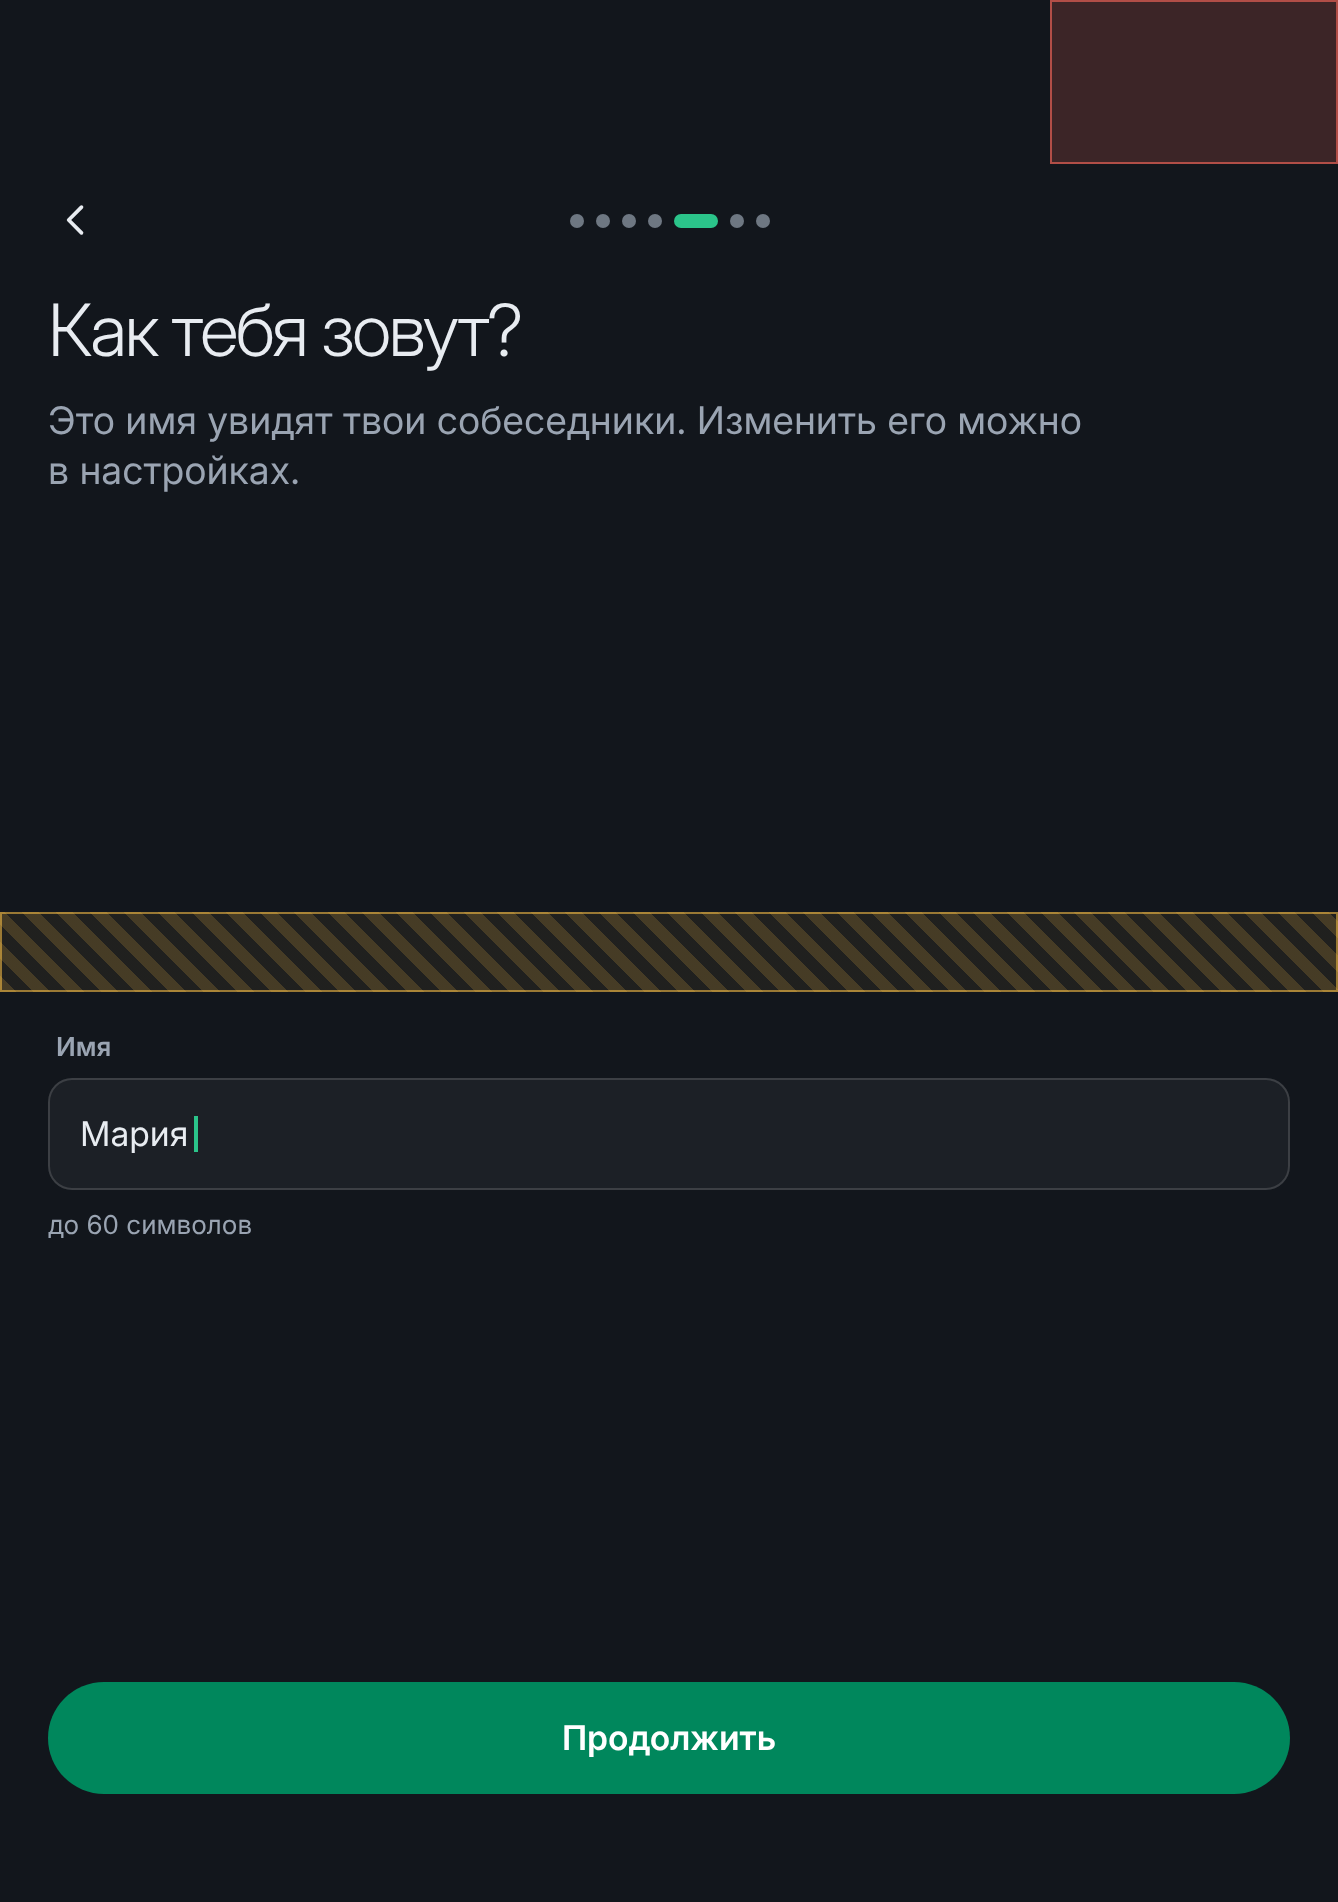 Как тебя зовут?
Это имя увидят твои собеседники. Изменить его можно
в настройках.
Имя
Мария
до 60 символов
Продолжить